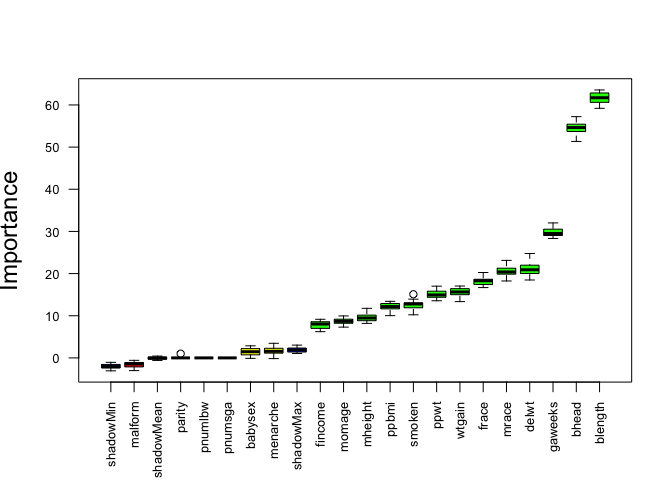 Importance
60
50
40
30
20
10
0
shadowMin
malform
shadowMean
parity
pnumlbw
pnumsga
babysex
menarche
shadowMax
fincome
momage
mheight
ppbmi
smoken
ppwt
wtgain
frace
mrace
delwt
gaweeks
bhead
blength